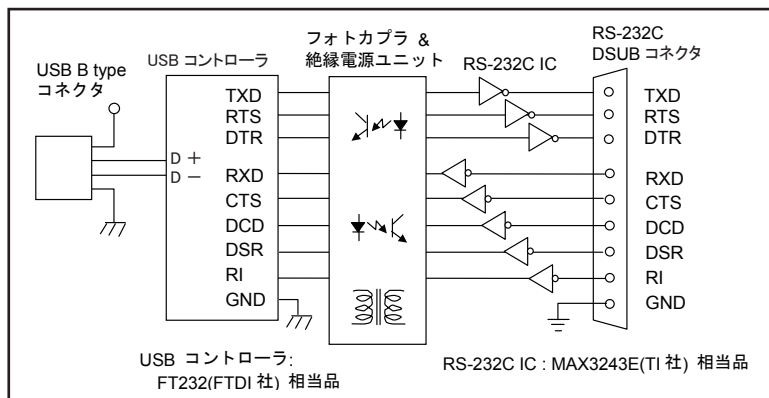 USB B type
コネクタ
USB コントローラ
フォトカプラ &
絶縁電源ユニット
RS-232C IC
RS-232C
DSUB コネクタ
D +
D −
TXD
RTS
DTR
RXD
CTS
DCD
DSR
RI
GND
TXD
RTS
DTR
RXD
CTS
DCD
DSR
RI
GND
USB コントローラ:
FT232(FTDI 社) 相当品
RS-232C IC : MAX3243E(TI 社) 相当品